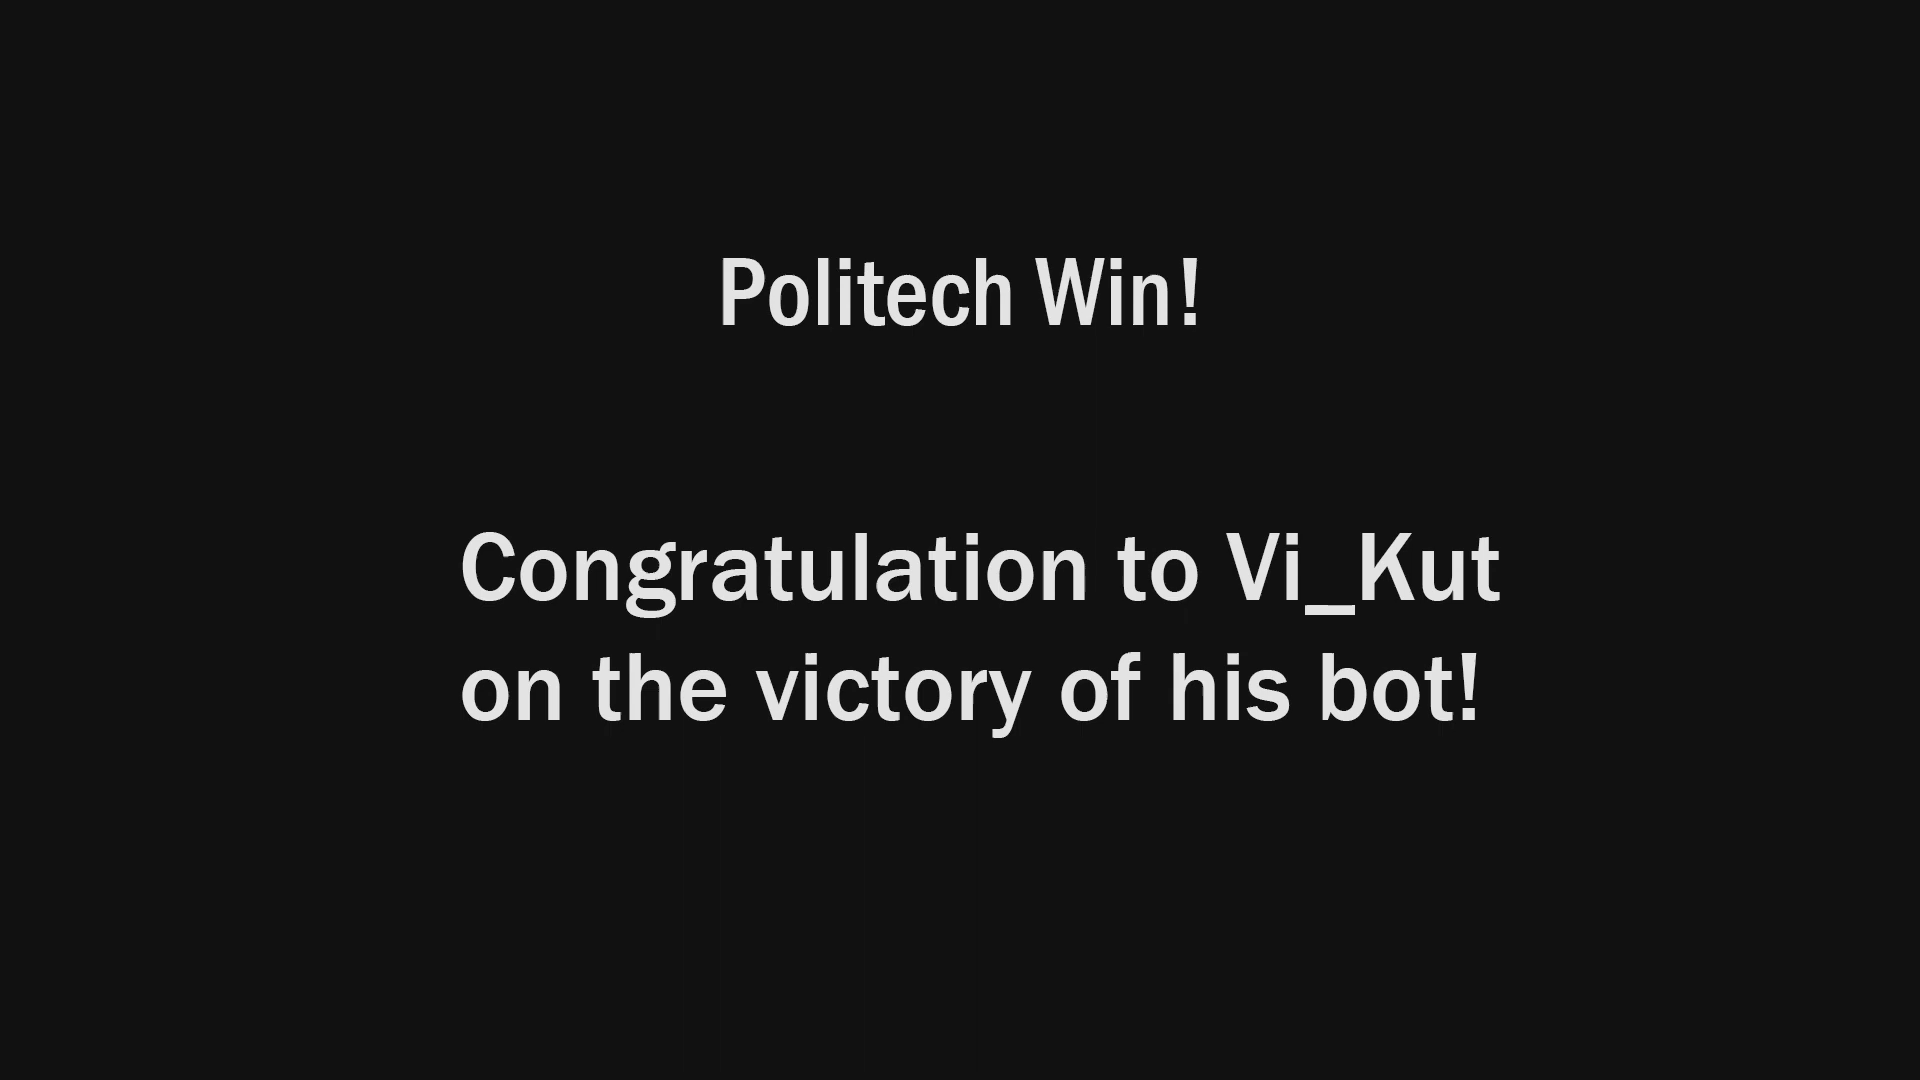 Politech Win!
Congratulation to Vi_Kut
on the victory of his bot!